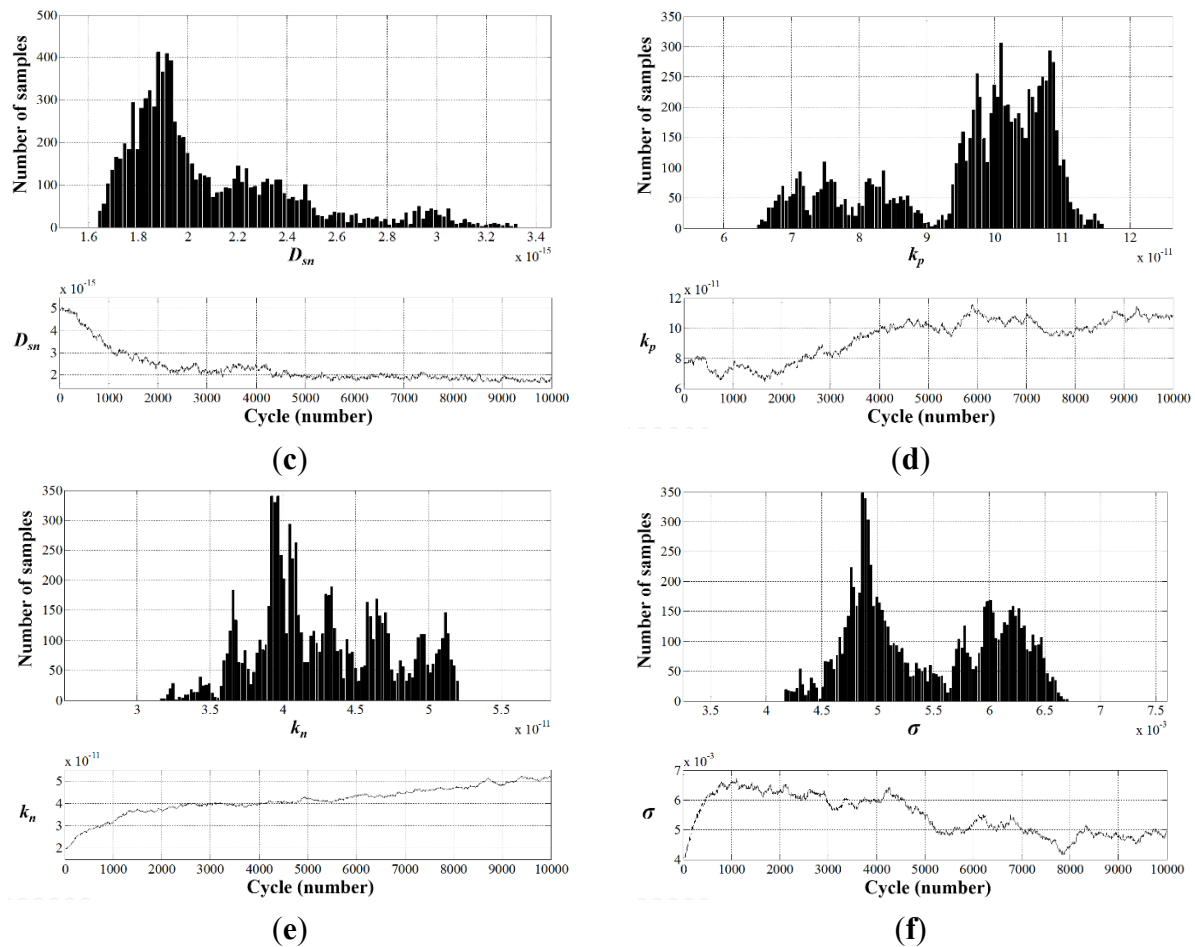 500
400
300
200
100
0
Number of samples
1.6 1.8 2 2.2 2.4 2.6 2.8 3 3.2 3.4
D_sn
x 10^-15
x 10^-15
5
4
3
2
D_sn
0 1000 2000 3000 4000 5000 6000 7000 8000 9000 10000
Cycle (number)
(c)
350
300
250
200
150
100
50
0
Number of samples
6 7 8 9 10 11 12
k_p
x 10^-11
x 10^-11
12
10
8
6
k_p
0 1000 2000 3000 4000 5000 6000 7000 8000 9000 10000
Cycle (number)
(d)
350
300
250
200
150
100
50
0
Number of samples
3 3.5 4 4.5 5 5.5
k_n
x 10^-11
x 10^-11
5
4
3
2
k_n
0 1000 2000 3000 4000 5000 6000 7000 8000 9000 10000
Cycle (number)
(e)
350
300
250
200
150
100
50
0
Number of samples
3.5 4 4.5 5 5.5 6 6.5 7 7.5
σ
x 10^-3
x 10^-3
7
6
5
4
σ
0 1000 2000 3000 4000 5000 6000 7000 8000 9000 10000
Cycle (number)
(f)